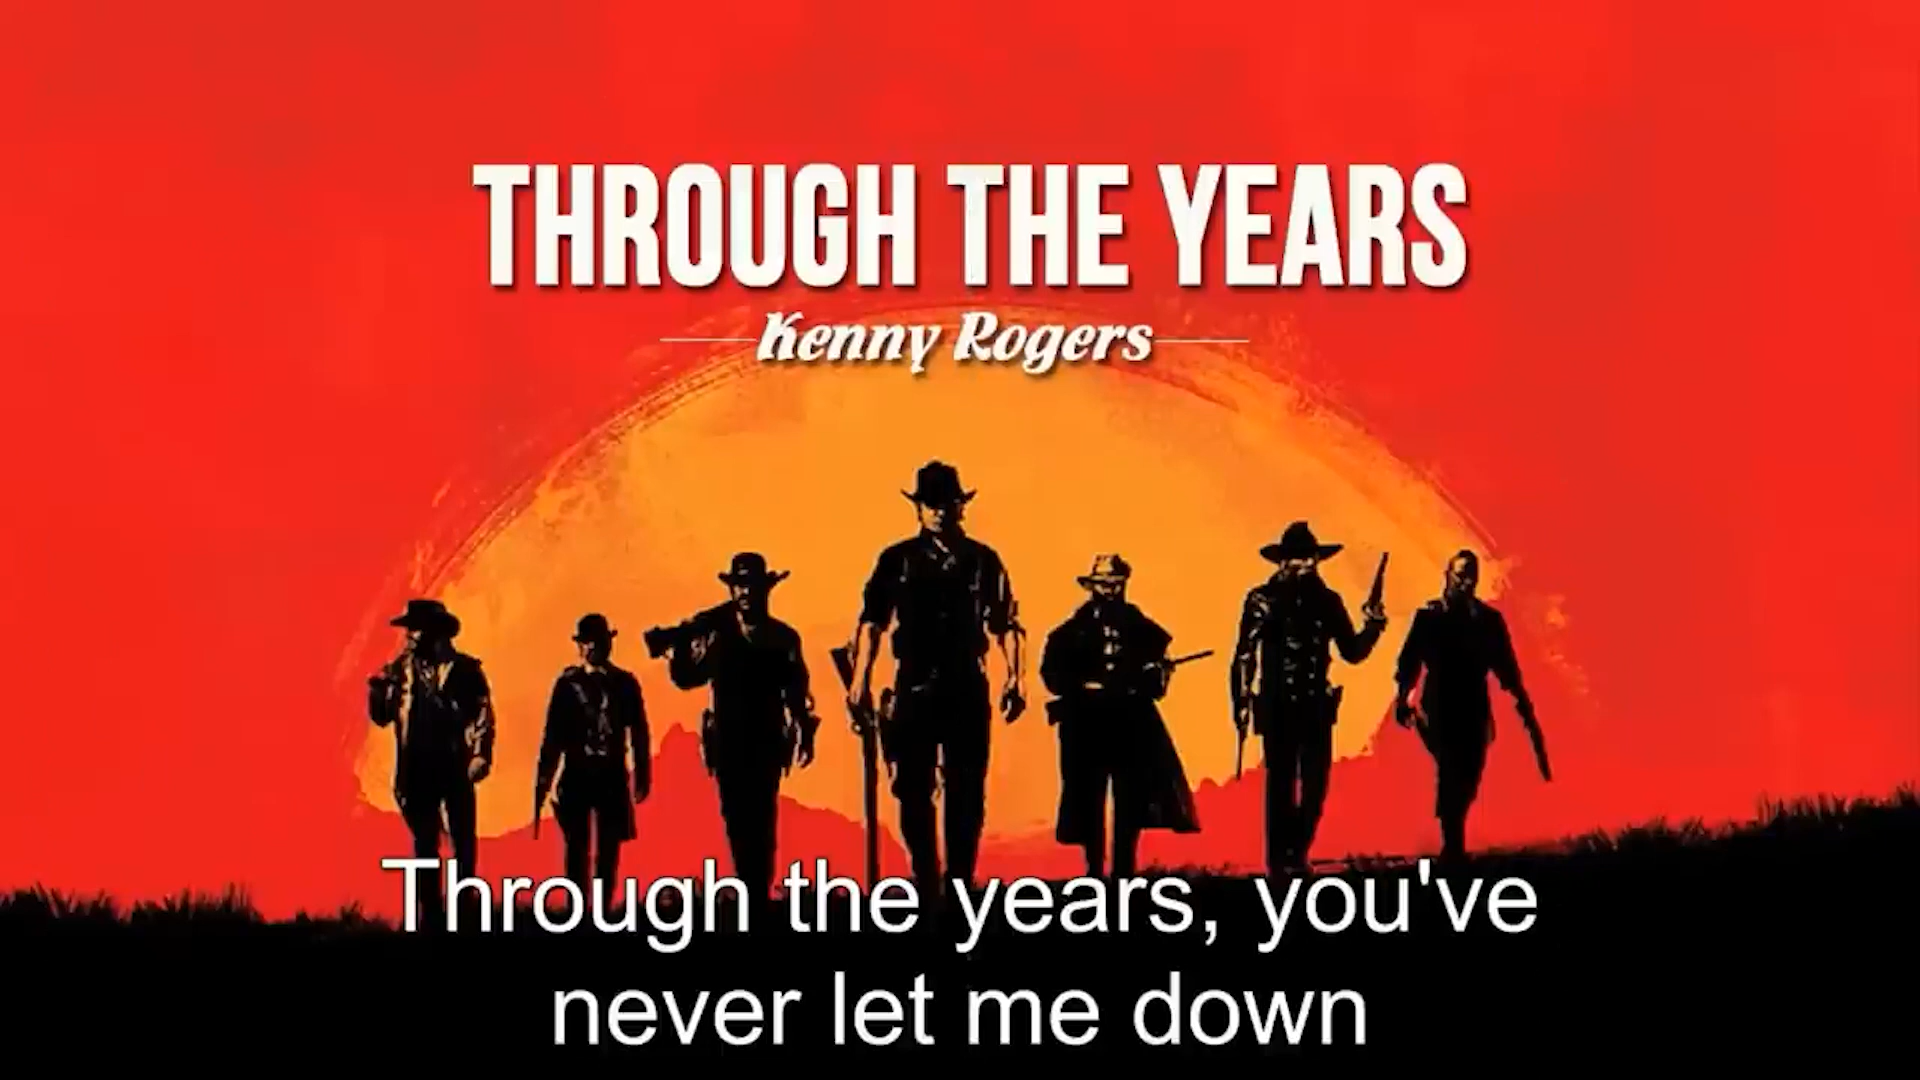 THROUGH THE YEARS
Kenny Rogers
Through the years, you've
never let me down